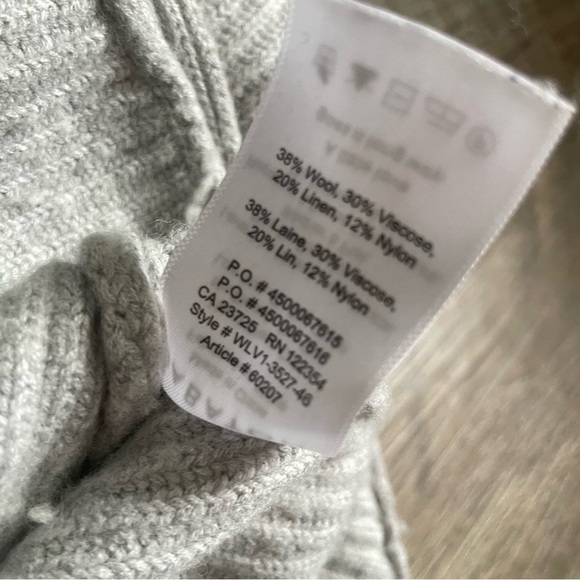 38% Wool, 30% Viscose,
20% Linen, 12% Nylon
38% Laine, 30% Viscose,
20% Lin, 12% Nylon
P.O. # 4500067615
P.O. # 4500067616
CA 23725 RN 122354
Style # WLV1-3527-46
Article # 60207